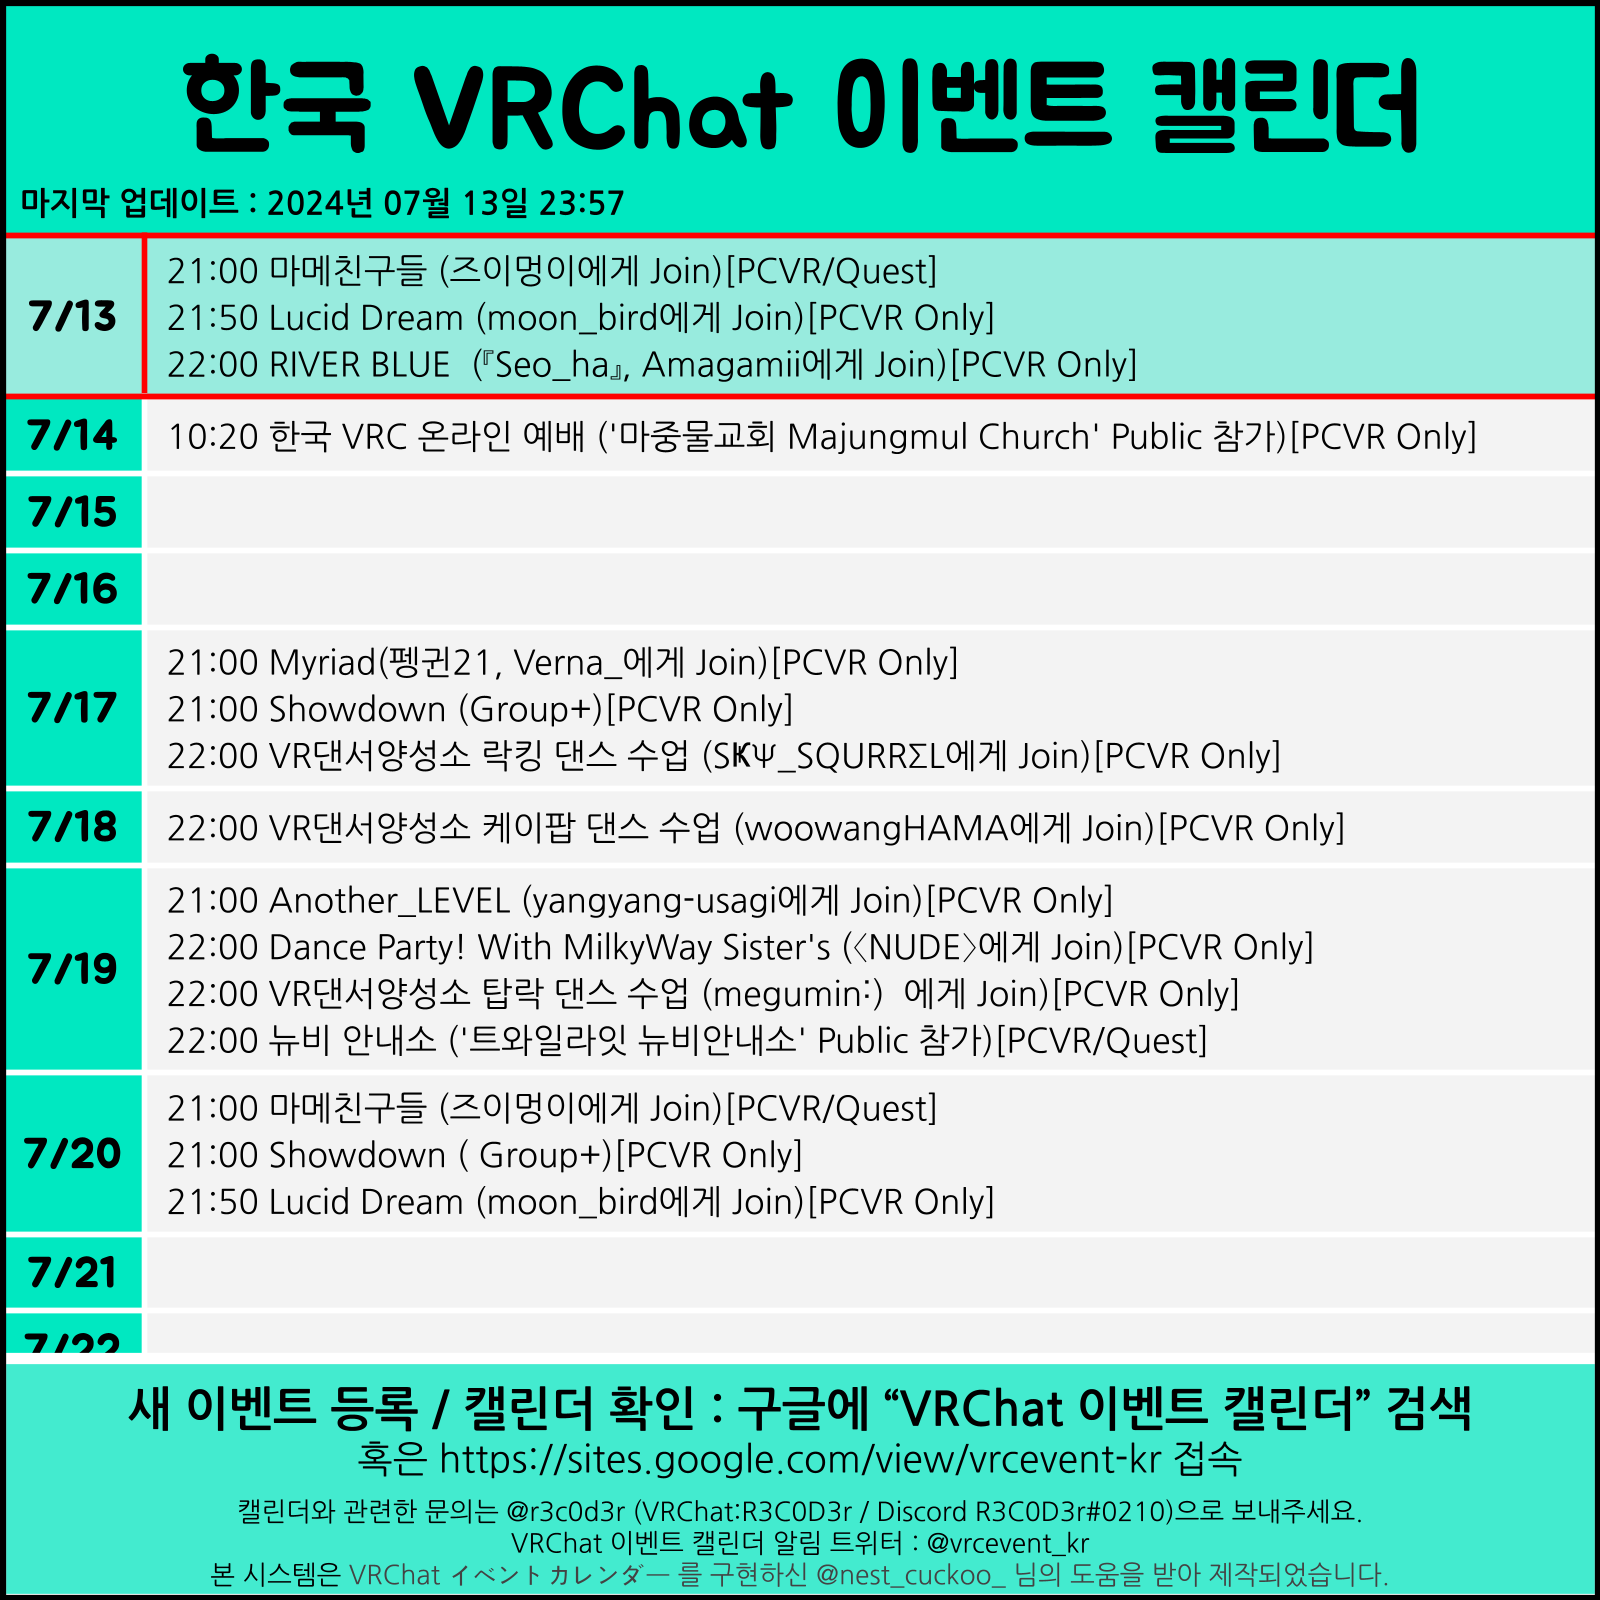 한국 VRChat 이벤트 캘린더
마지막 업데이트 : 2024년 07월 13일 23:57
7/13
21:00 마메친구들 (즈이멍이에게 Join)[PCVR/Quest]
21:50 Lucid Dream (moon_bird에게 Join)[PCVR Only]
22:00 RIVER BLUE  (『Seo_ha』, Amagamii에게 Join)[PCVR Only]
7/14
10:20 한국 VRC 온라인 예배 ('마중물교회 Majungmul Church' Public 참가)[PCVR Only]
7/15
7/16
7/17
21:00 Myriad(펭귄21, Verna_에게 Join)[PCVR Only]
21:00 Showdown (Group+)[PCVR Only]
22:00 VR댄서양성소 락킹 댄스 수업 (SҜΨ_SQURRΣL에게 Join)[PCVR Only]
7/18
22:00 VR댄서양성소 케이팝 댄스 수업 (woowangHAMA에게 Join)[PCVR Only]
7/19
21:00 Another_LEVEL (yangyang-usagi에게 Join)[PCVR Only]
22:00 Dance Party! With MilkyWay Sister's (〈NUDE〉에게 Join)[PCVR Only]
22:00 VR댄서양성소 탑락 댄스 수업 (megumin:)  에게 Join)[PCVR Only]
22:00 뉴비 안내소 ('트와일라잇 뉴비안내소' Public 참가)[PCVR/Quest]
7/20
21:00 마메친구들 (즈이멍이에게 Join)[PCVR/Quest]
21:00 Showdown ( Group+)[PCVR Only]
21:50 Lucid Dream (moon_bird에게 Join)[PCVR Only]
7/21
7/22
새 이벤트 등록 / 캘린더 확인 : 구글에 “VRChat 이벤트 캘린더” 검색
혹은 https://sites.google.com/view/vrcevent-kr 접속
캘린더와 관련한 문의는 @r3c0d3r (VRChat:R3C0D3r / Discord R3C0D3r#0210)으로 보내주세요.
VRChat 이벤트 캘린더 알림 트위터 : @vrcevent_kr
본 시스템은 VRChat イベントカレンダー 를 구현하신 @nest_cuckoo_ 님의 도움을 받아 제작되었습니다.